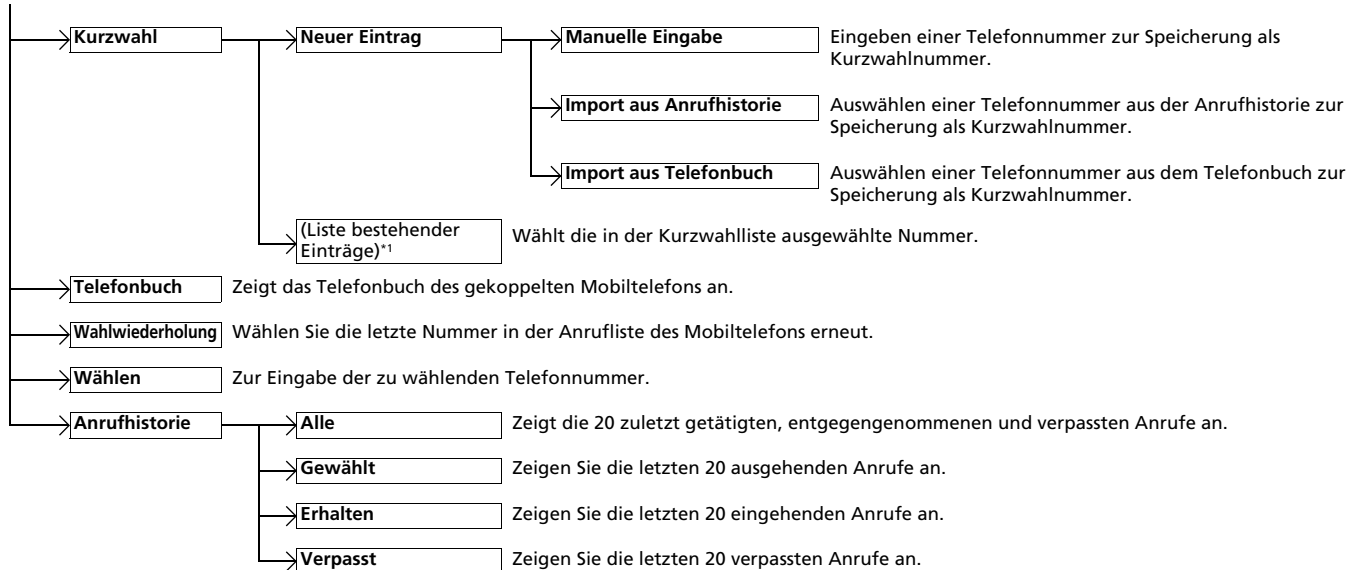 Kurzwahl
Neuer Eintrag
Manuelle Eingabe
Eingeben einer Telefonnummer zur Speicherung als
Kurzwahlnummer.
Import aus Anrufhistorie
Auswählen einer Telefonnummer aus der Anrufhistorie zur
Speicherung als Kurzwahlnummer.
Import aus Telefonbuch
Auswählen einer Telefonnummer aus dem Telefonbuch zur
Speicherung als Kurzwahlnummer.
(Liste bestehender
Einträge)*1
Wählt die in der Kurzwahlliste ausgewählte Nummer.
Telefonbuch
Zeigt das Telefonbuch des gekoppelten Mobiltelefons an.
Wahlwiederholung
Wählen Sie die letzte Nummer in der Anrufliste des Mobiltelefons erneut.
Wählen
Zur Eingabe der zu wählenden Telefonnummer.
Anrufhistorie
Alle
Zeigt die 20 zuletzt getätigten, entgegengenommenen und verpassten Anrufe an.
Gewählt
Zeigen Sie die letzten 20 ausgehenden Anrufe an.
Erhalten
Zeigen Sie die letzten 20 eingehenden Anrufe an.
Verpasst
Zeigen Sie die letzten 20 verpassten Anrufe an.